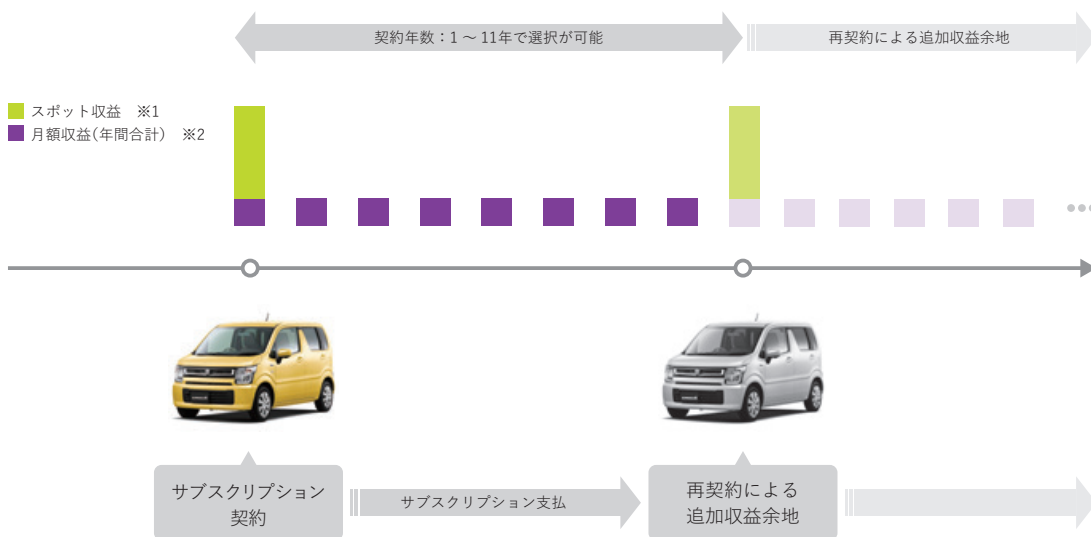 契約年数：1 ～ 11年で選択が可能
再契約による追加収益余地
スポット収益　※1
月額収益（年間合計）　※2
サブスクリプション
契約
サブスクリプション支払
再契約による
追加収益余地